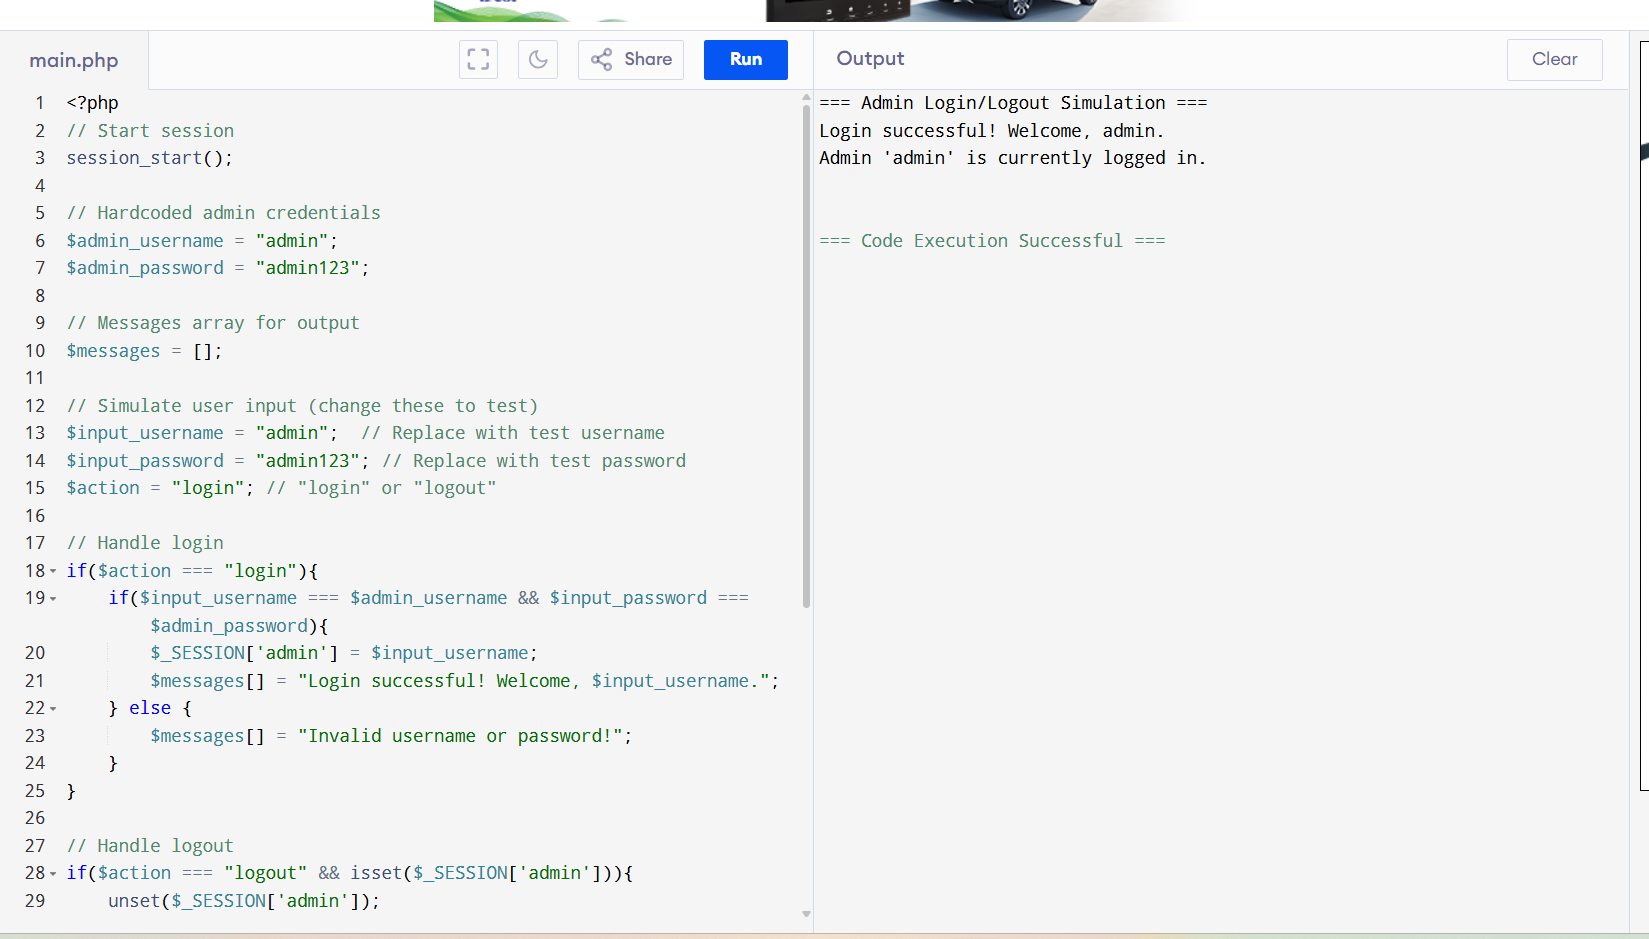 main.php
Share
Run
Output
Clear
1 <?php
2 // Start session
3 session_start();
4
5 // Hardcoded admin credentials
6 $admin_username = "admin";
7 $admin_password = "admin123";
8
9 // Messages array for output
10 $messages = [];
11
12 // Simulate user input (change these to test)
13 $input_username = "admin";  // Replace with test username
14 $input_password = "admin123"; // Replace with test password
15 $action = "login"; // "login" or "logout"
16
17 // Handle login
18 if($action === "login"){
19     if($input_username === $admin_username && $input_password ===
$admin_password){
20         $_SESSION['admin'] = $input_username;
21         $messages[] = "Login successful! Welcome, $input_username.";
22     } else {
23         $messages[] = "Invalid username or password!";
24     }
25 }
26
27 // Handle logout
28 if($action === "logout" && isset($_SESSION['admin'])){
29     unset($_SESSION['admin']);
=== Admin Login/Logout Simulation ===
Login successful! Welcome, admin.
Admin 'admin' is currently logged in.
=== Code Execution Successful ===